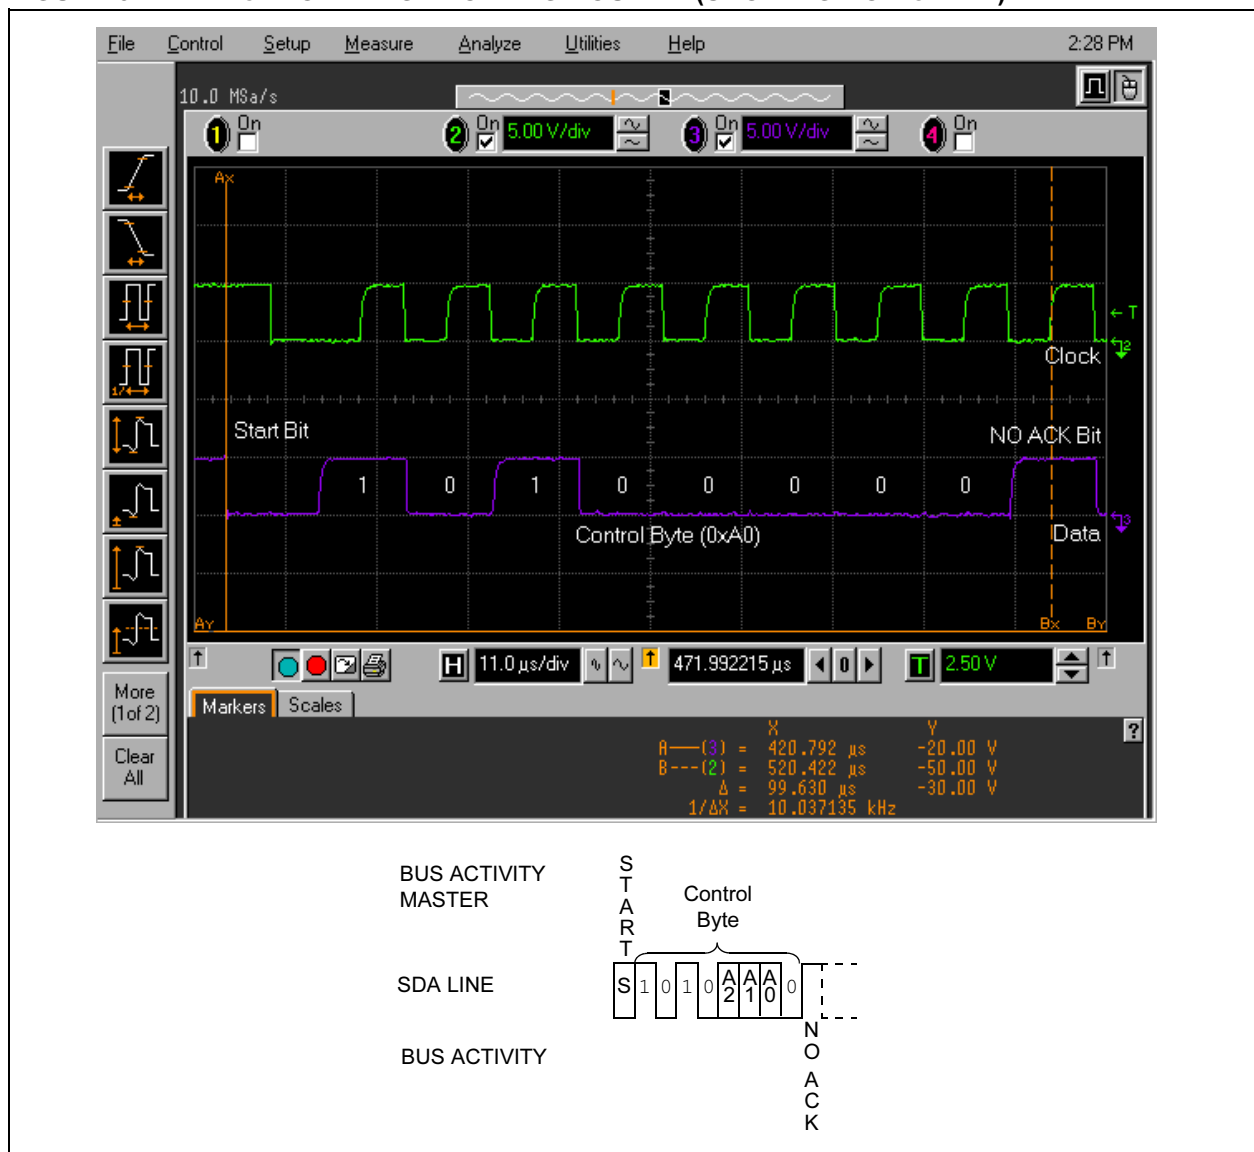 File Control Setup Measure Analyze Utilities Help 2:28 PM
10.0 MSa/s
1 On 2 On 5.00 V/div 3 On 5.00 V/div 4 On
Ax
T
2
Clock
Start Bit NO ACK Bit
1 0 1 0 0 0 0 0
3
Control Byte (0xA0) Data
Ay Bx By
H 11.0 µs/div 471.992215 µs 0 T 2.50 V
More
(1of 2)
Clear
All
Markers Scales
?
X Y
A---(3) = 420.792 µs -20.00 V
B---(2) = 520.422 µs -50.00 V
Δ = 99.630 µs -30.00 V
1/ΔX = 10.037135 kHz
BUS ACTIVITY
MASTER
START
Control
Byte
SDA LINE
S 1 0 1 0 A2 A1 A0 0
BUS ACTIVITY
NO ACK